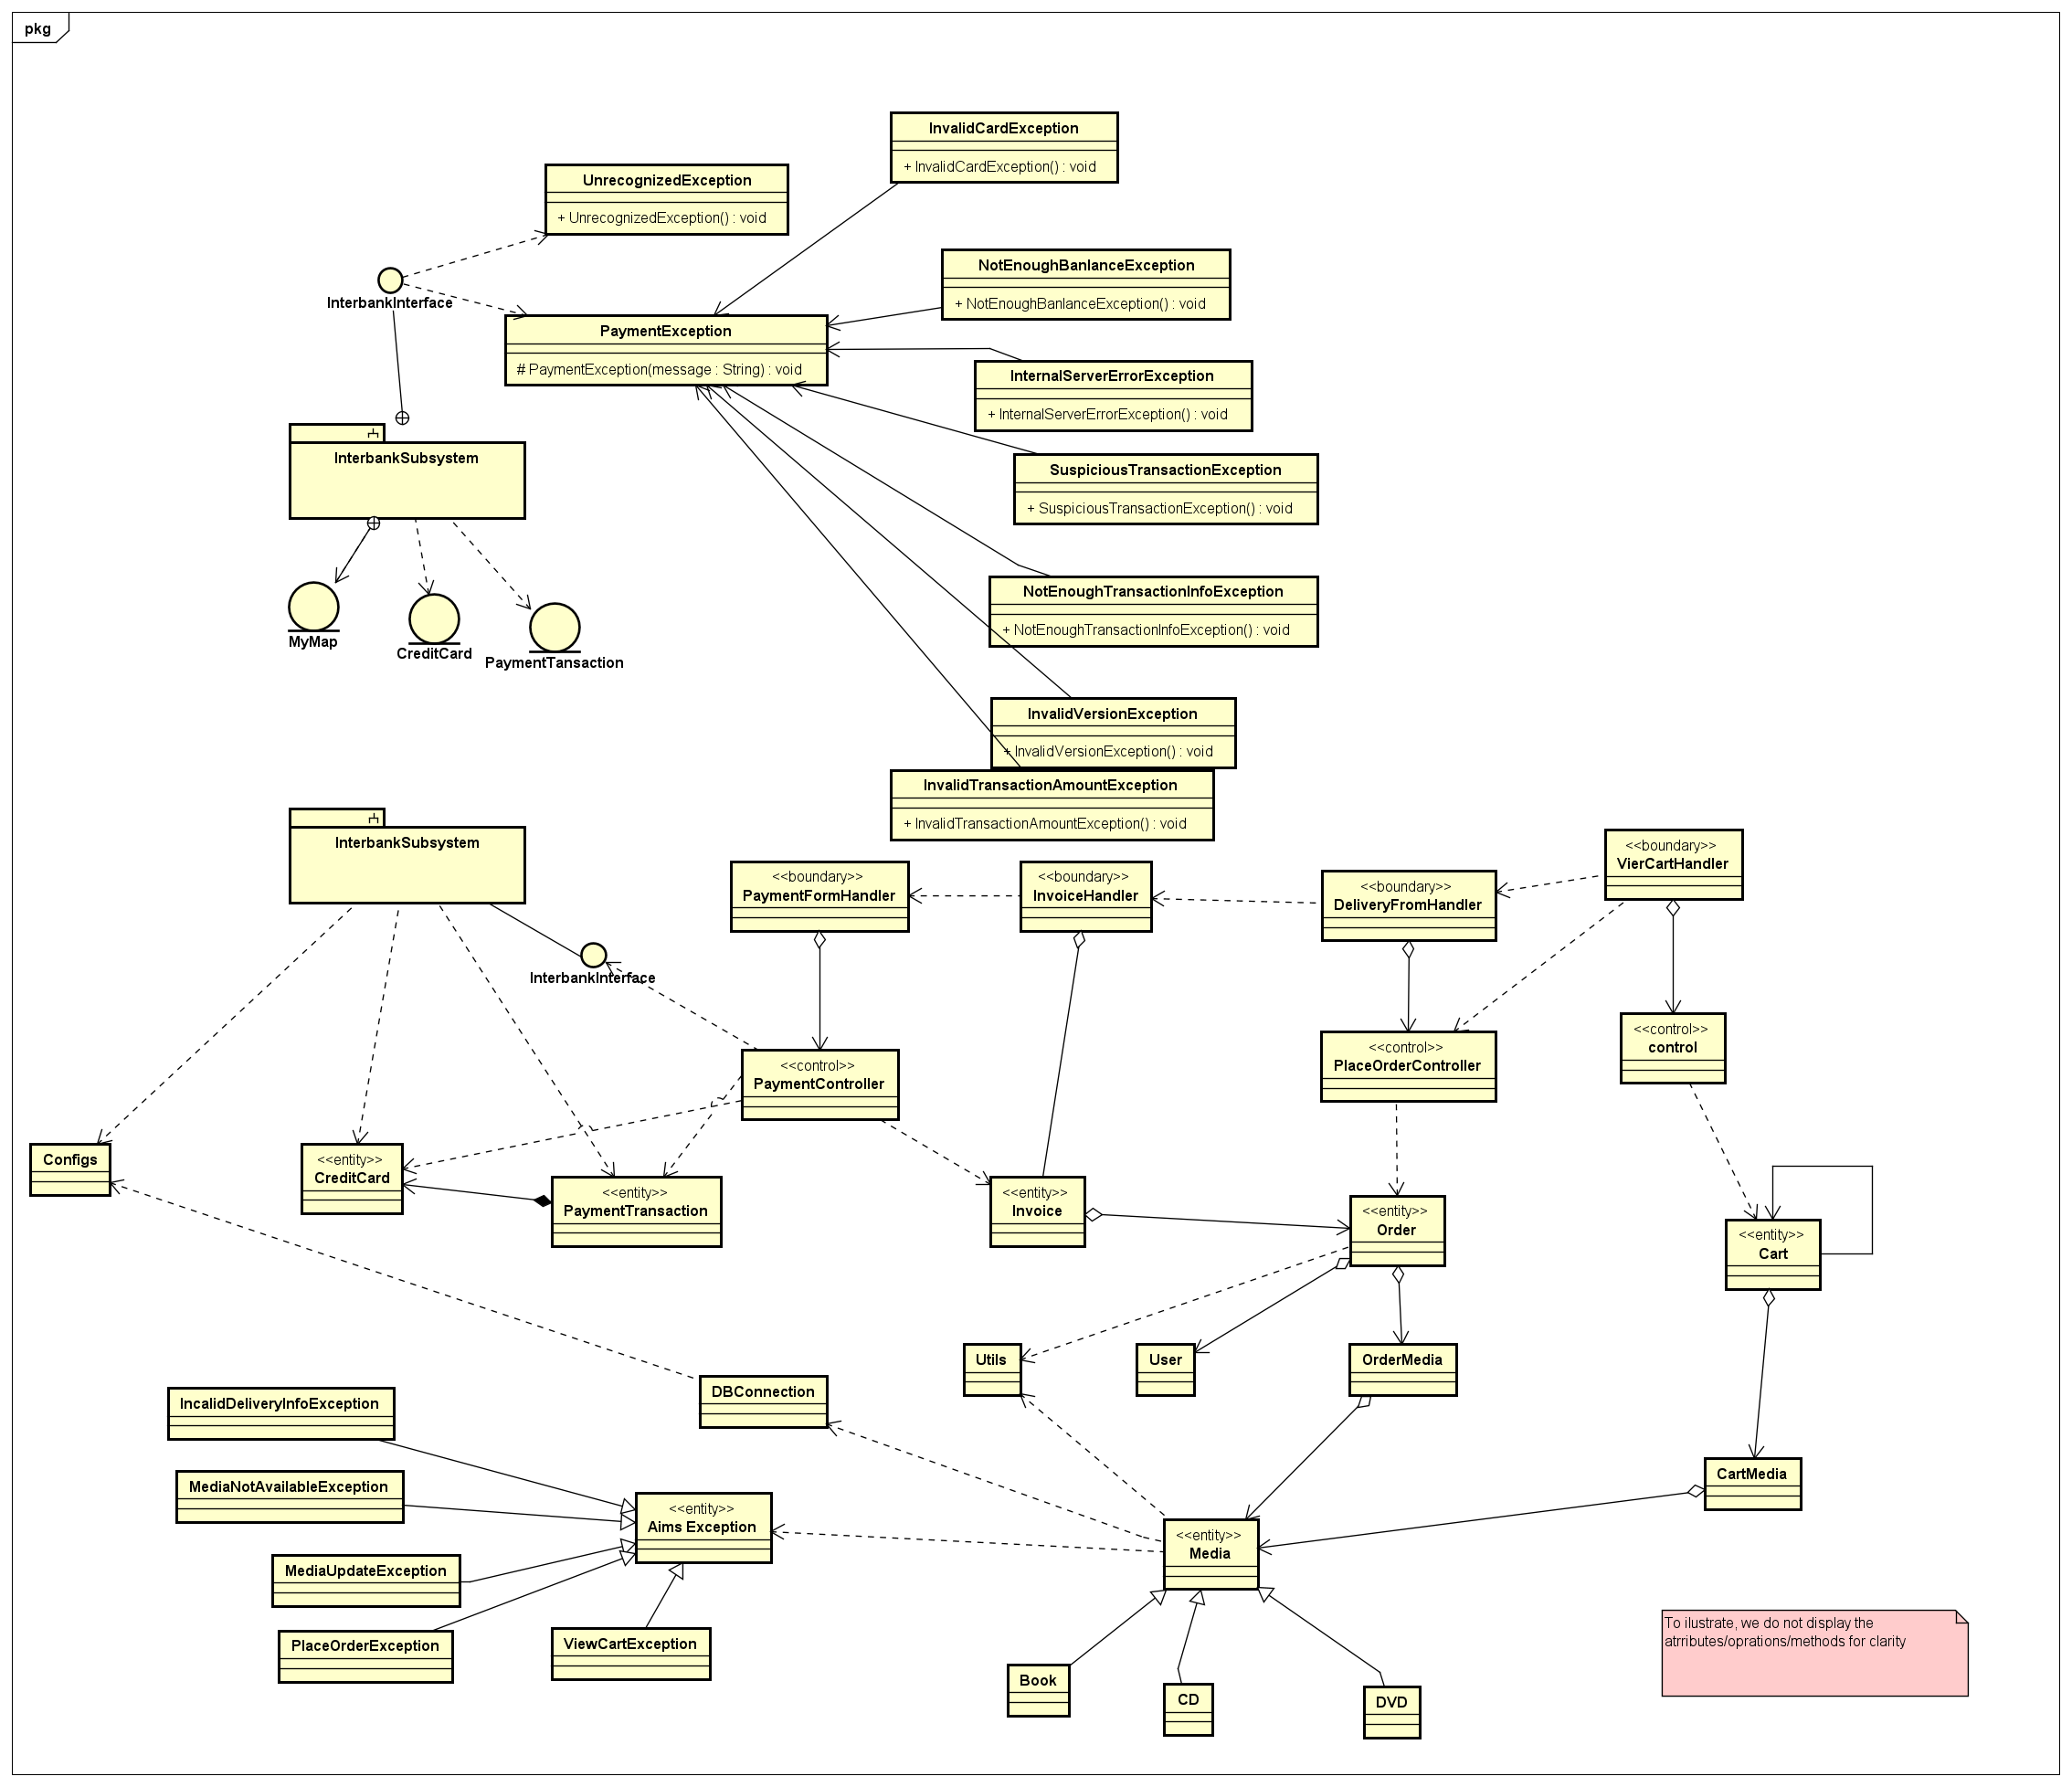 pkg
InvalidCardException
+ InvalidCardException() : void
UnrecognizedException
+ UnrecognizedException() : void
NotEnoughBanlanceException
+ NotEnoughBanlanceException() : void
InterbankInterface
PaymentException
# PaymentException(message : String) : void
InternalServerErrorException
+ InternalServerErrorException() : void
InterbankSubsystem
SuspiciousTransactionException
+ SuspiciousTransactionException() : void
MyMap
CreditCard
PaymentTansaction
NotEnoughTransactionInfoException
+ NotEnoughTransactionInfoException() : void
InvalidVersionException
+ InvalidVersionException() : void
InvalidTransactionAmountException
+ InvalidTransactionAmountException() : void
InterbankSubsystem
<<boundary>>
PaymentFormHandler
<<boundary>>
InvoiceHandler
<<boundary>>
DeliveryFromHandler
<<boundary>>
VierCartHandler
InterbankInterface
<<control>>
PaymentController
<<control>>
PlaceOrderController
<<control>>
control
Configs
<<entity>>
CreditCard
<<entity>>
PaymentTransaction
<<entity>>
Invoice
<<entity>>
Order
<<entity>>
Cart
Utils
User
OrderMedia
DBConnection
IncalidDeliveryInfoException
MediaNotAvailableException
<<entity>>
Aims Exception
CartMedia
<<entity>>
Media
MediaUpdateException
PlaceOrderException
ViewCartException
Book
CD
DVD
To ilustrate, we do not display the
atrributes/oprations/methods for clarity